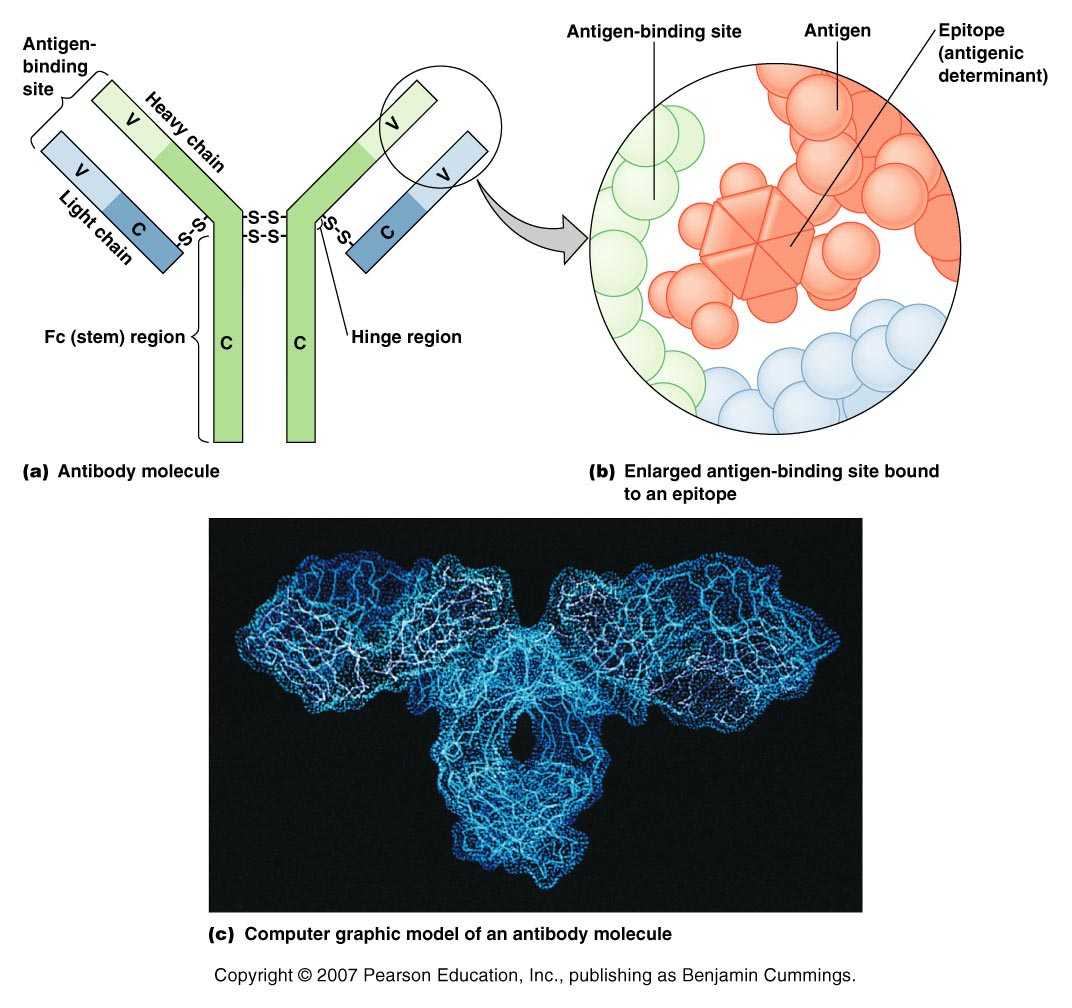 Antigen-
binding
site
V
Heavy chain
V
Light chain
C
S-S
-S-S-
-S-S-
V
V
C
S-S
Fc (stem) region
C
C
Hinge region
(a) Antibody molecule
Antigen-binding site
Antigen
Epitope
(antigenic
determinant)
(b) Enlarged antigen-binding site bound
to an epitope
(c) Computer graphic model of an antibody molecule
Copyright © 2007 Pearson Education, Inc., publishing as Benjamin Cummings.